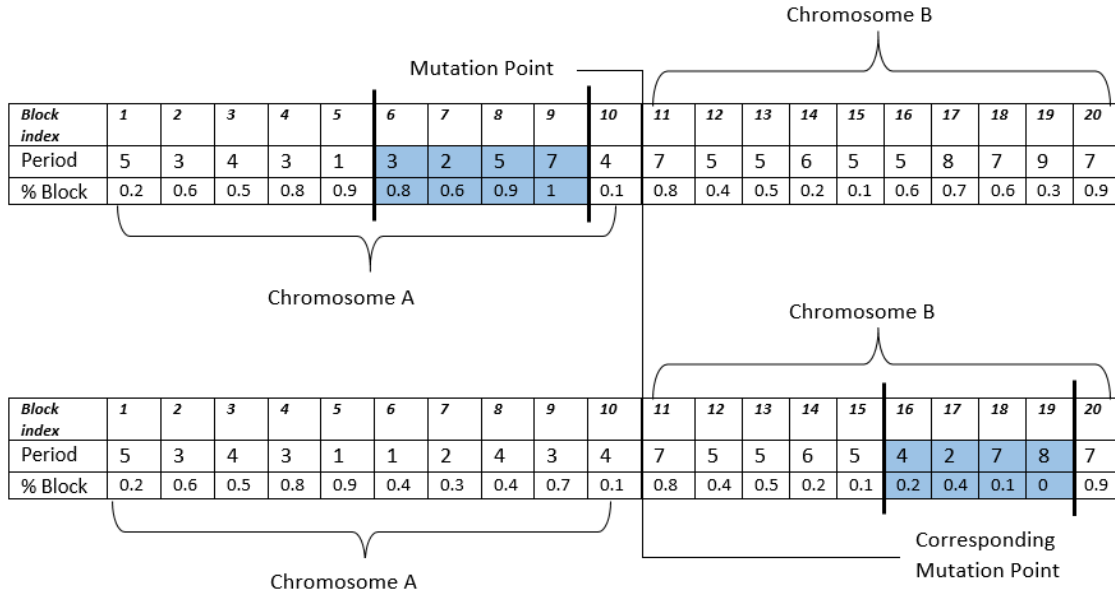 Chromosome B
Mutation Point
Block index 1 2 3 4 5 6 7 8 9 10 11 12 13 14 15 16 17 18 19 20
Period 5 3 4 3 1 3 2 5 7 4 7 5 5 6 5 5 8 7 9 7
% Block 0.2 0.6 0.5 0.8 0.9 0.8 0.6 0.9 1 0.1 0.8 0.4 0.5 0.2 0.1 0.6 0.7 0.6 0.3 0.9
Chromosome A
Chromosome B
Block index 1 2 3 4 5 6 7 8 9 10 11 12 13 14 15 16 17 18 19 20
Period 5 3 4 3 1 1 2 4 3 4 7 5 5 6 5 4 2 7 8 7
% Block 0.2 0.6 0.5 0.8 0.9 0.4 0.3 0.4 0.7 0.1 0.8 0.4 0.5 0.2 0.1 0.2 0.4 0.1 0 0.9
Chromosome A
Corresponding
Mutation Point